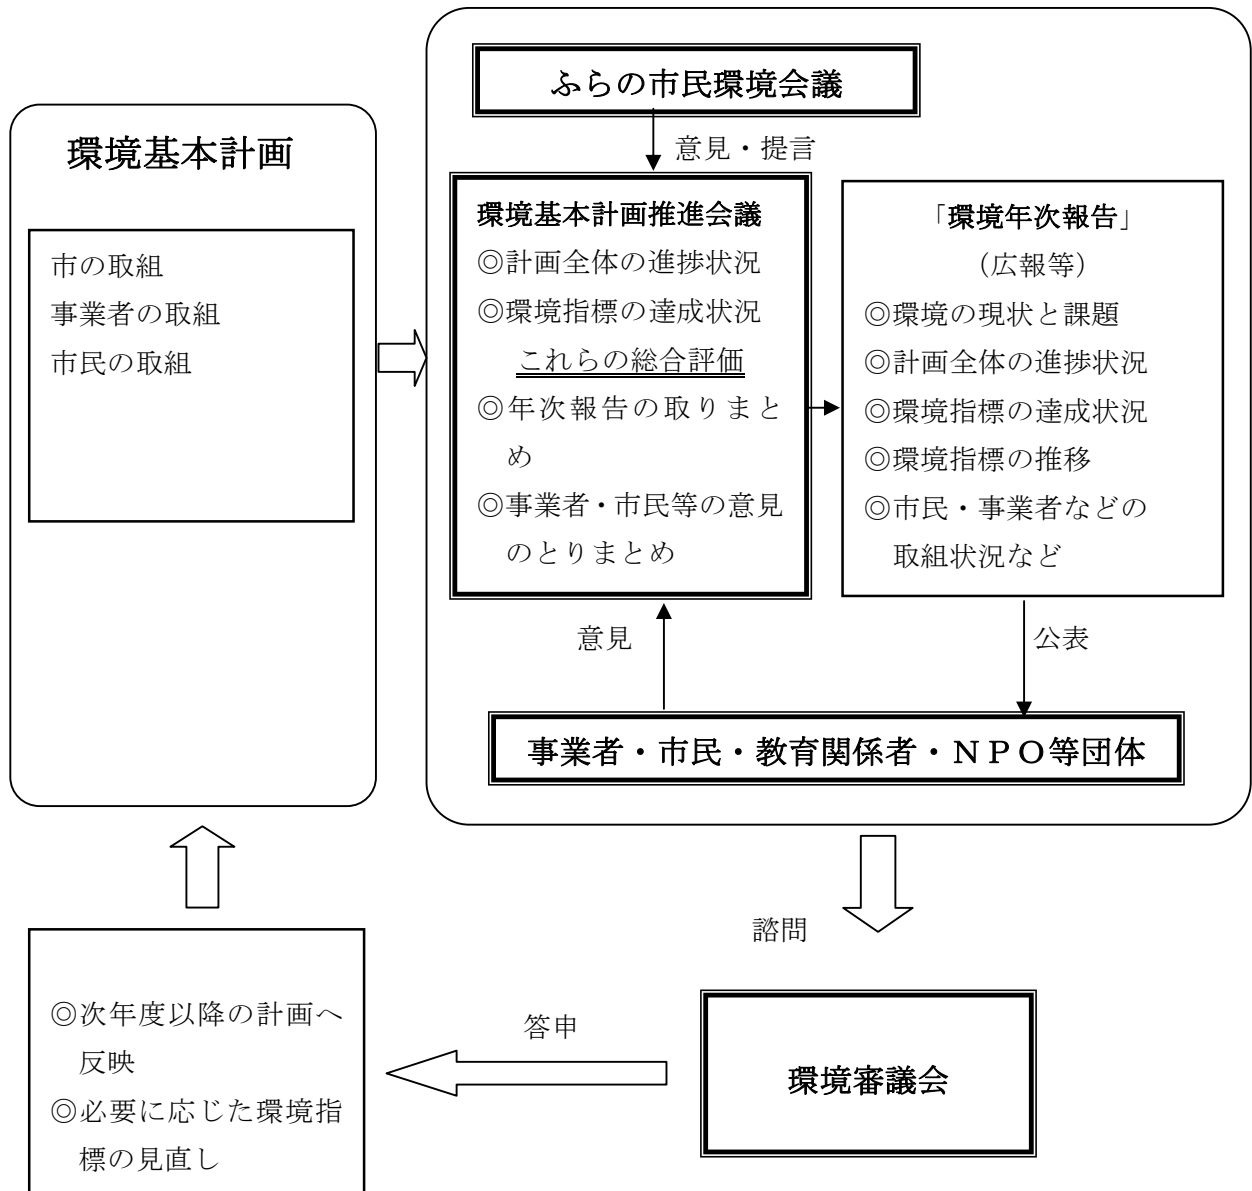 環境基本計画
市の取組
事業者の取組
市民の取組
ふらの市民環境会議
意見・提言
環境基本計画推進会議
◎計画全体の進捗状況
◎環境指標の達成状況
これらの総合評価
◎年次報告の取りまと
め
◎事業者・市民等の意見
のとりまとめ
「環境年次報告」
（広報等）
◎環境の現状と課題
◎計画全体の進捗状況
◎環境指標の達成状況
◎環境指標の推移
◎市民・事業者などの
取組状況など
意見
公表
事業者・市民・教育関係者・ＮＰＯ等団体
諮問
環境審議会
答申
◎次年度以降の計画へ
反映
◎必要に応じた環境指
標の見直し